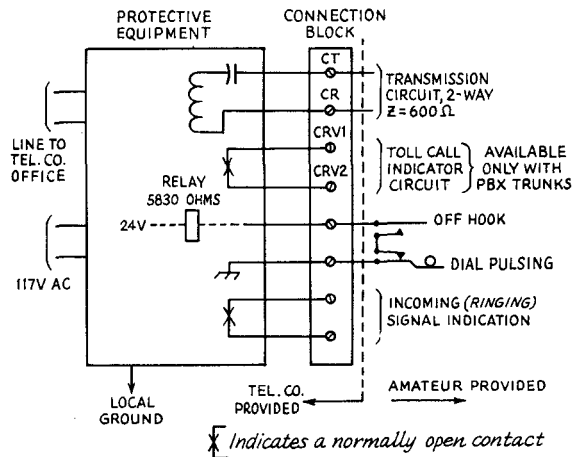 PROTECTIVE
EQUIPMENT
CONNECTION
BLOCK
CT
CR
CRV1
CRV2
TRANSMISSION
CIRCUIT, 2-WAY
Z=600Ω
LINE TO
TEL. CO.
OFFICE
TOLL CALL
INDICATOR
CIRCUIT
AVAILABLE
ONLY WITH
PBX TRUNKS
RELAY
5830 OHMS
24V
OFF HOOK
DIAL PULSING
117V AC
INCOMING (RINGING)
SIGNAL INDICATION
LOCAL
GROUND
TEL. CO.
PROVIDED
AMATEUR PROVIDED
Indicates a normally open contact